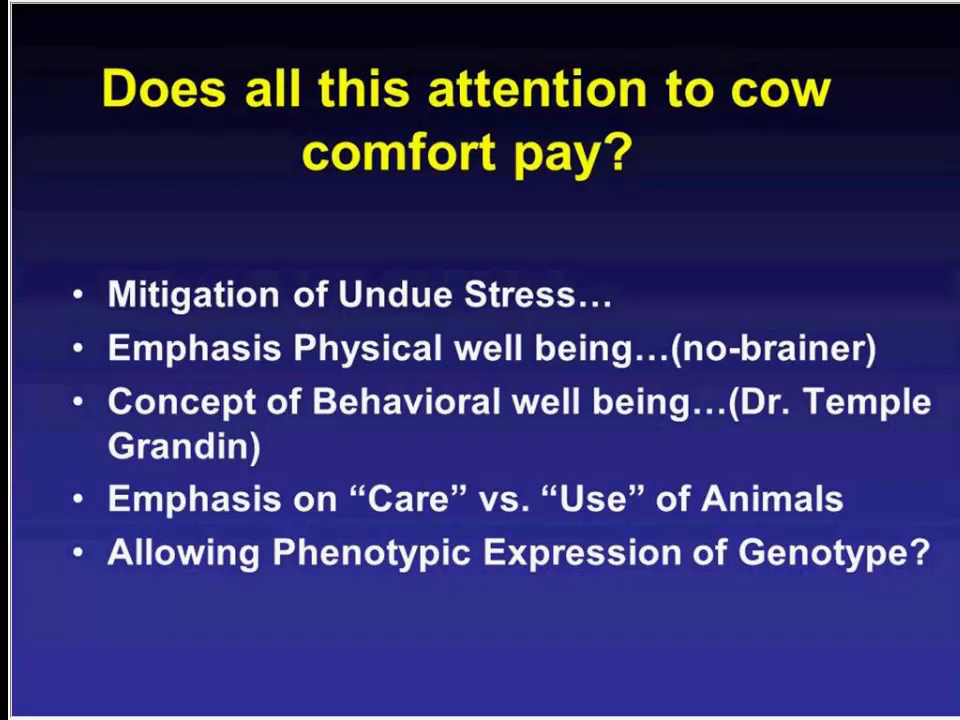 Does all this attention to cow
comfort pay?
• Mitigation of Undue Stress…
• Emphasis Physical well being…(no-brainer)
• Concept of Behavioral well being…(Dr. Temple
Grandin)
• Emphasis on “Care” vs. “Use” of Animals
• Allowing Phenotypic Expression of Genotype?